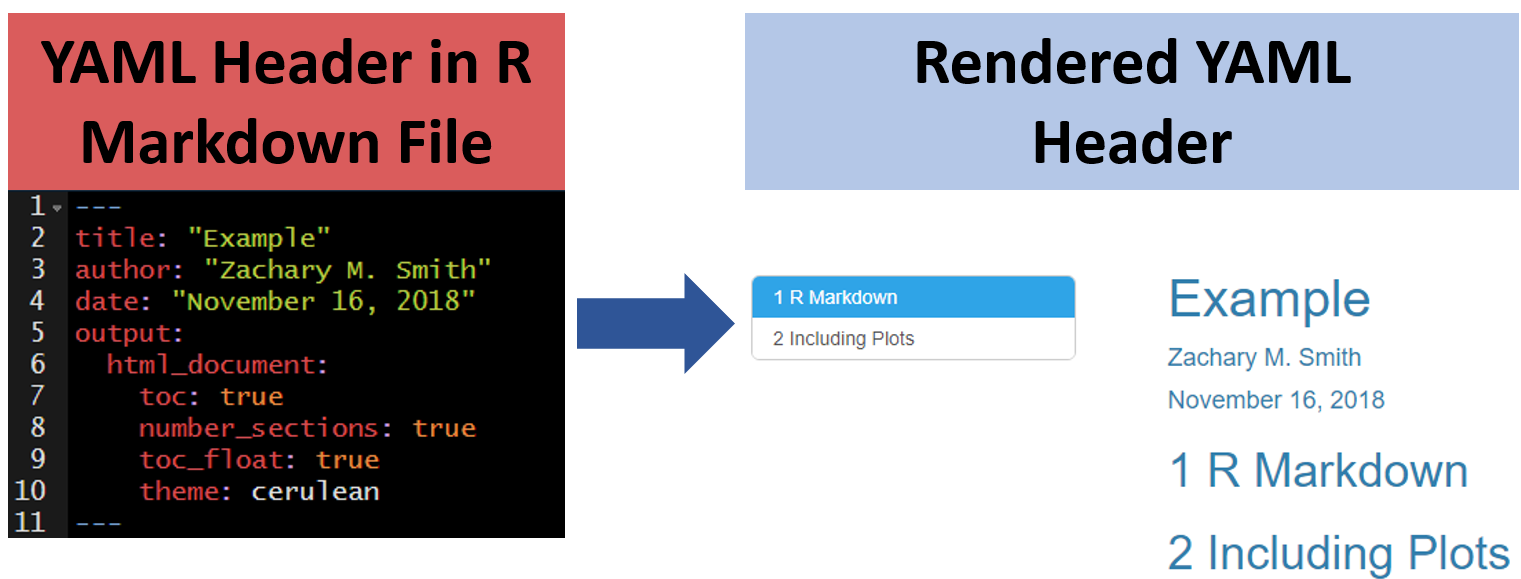 YAML Header in R
Markdown File
1 ---
2 title: "Example"
3 author: "Zachary M. Smith"
4 date: "November 16, 2018"
5 output:
6   html_document:
7     toc: true
8     number_sections: true
9     toc_float: true
10     theme: cerulean
11 ---
Rendered YAML
Header
1 R Markdown
2 Including Plots
Example
Zachary M. Smith
November 16, 2018
1 R Markdown
2 Including Plots